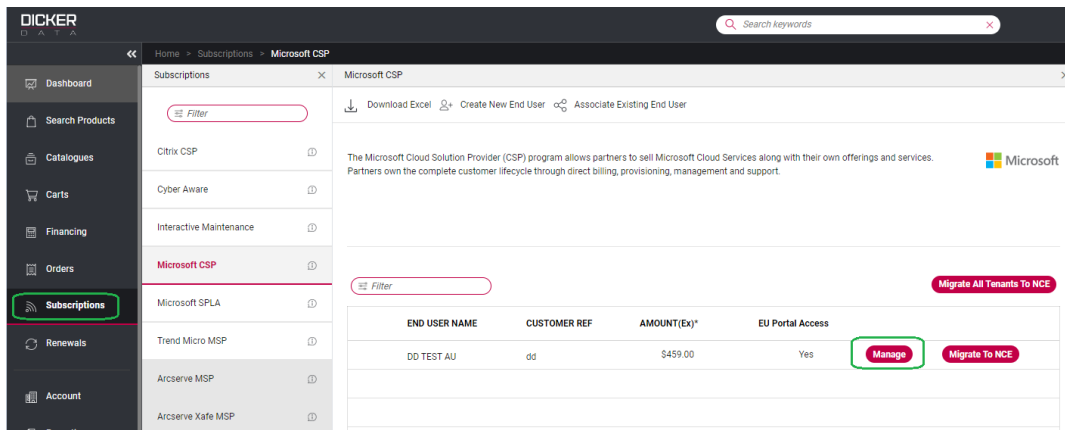 DICKER
DATA
Search keywords
Home > Subscriptions > Microsoft CSP
Dashboard
Search Products
Catalogues
Carts
Financing
Orders
Subscriptions
Renewals
Account
Subscriptions
Filter
Citrix CSP
Cyber Aware
Interactive Maintenance
Microsoft CSP
Microsoft SPLA
Trend Micro MSP
Arcserve MSP
Arcserve Xafe MSP
Microsoft CSP
Download Excel Create New End User Associate Existing End User
The Microsoft Cloud Solution Provider (CSP) program allows partners to sell Microsoft Cloud Services along with their own offerings and services.
Partners own the complete customer lifecycle through direct billing, provisioning, management and support.
Microsoft
Filter
Migrate All Tenants To NCE
END USER NAME CUSTOMER REF AMOUNT(Ex)* EU Portal Access
DD TEST AU dd $459.00 Yes Manage Migrate To NCE